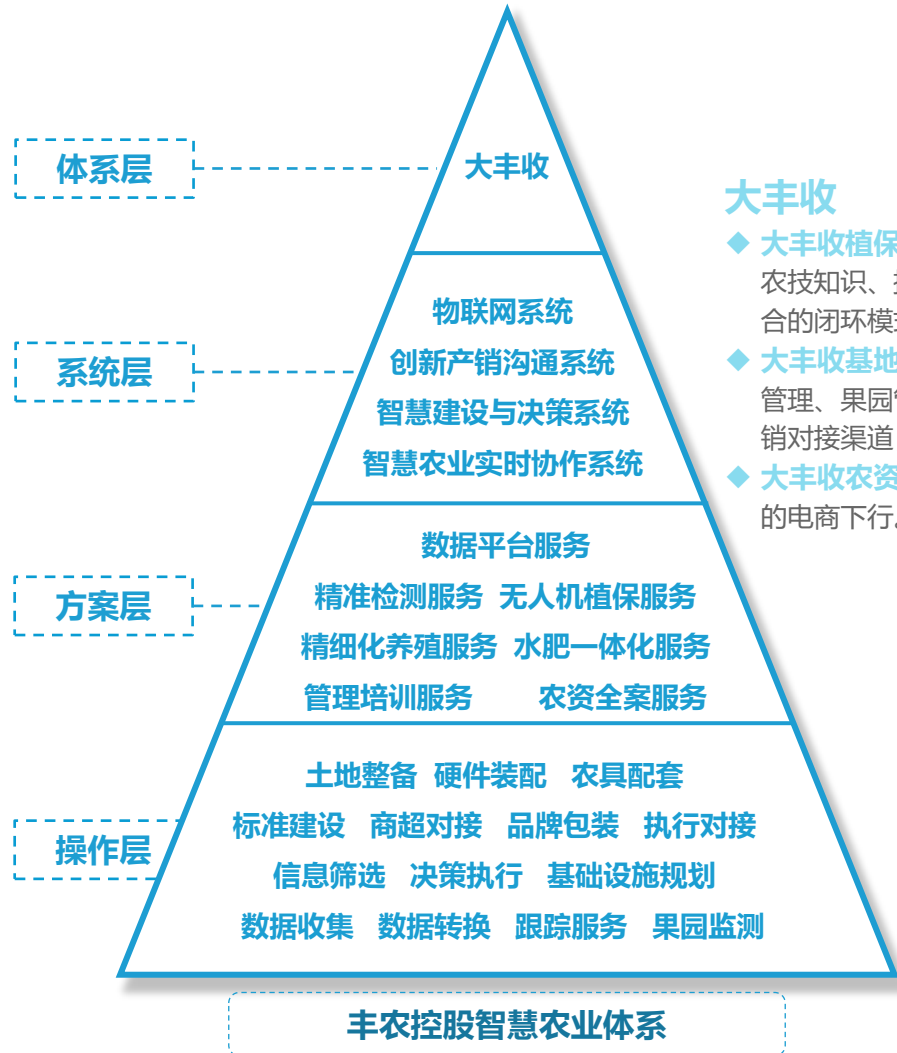 体系层
大丰收
系统层
物联网系统
创新产销沟通系统
智慧建设与决策系统
智慧农业实时协作系统
方案层
数据平台服务
精准检测服务 无人机植保服务
精细化养殖服务 水肥一体化服务
管理培训服务 农资全案服务
操作层
土地整备 硬件装配 农具配套
标准建设 商超对接 品牌包装 执行对接
信息筛选 决策执行 基础设施规划
数据收集 数据转换 跟踪服务 果园监测
丰农控股智慧农业体系
大丰收
◆ 大丰收植保
农技知识、
合的闭环模
◆ 大丰收基地
管理、果园
销对接渠道
◆ 大丰收农资
的电商下行